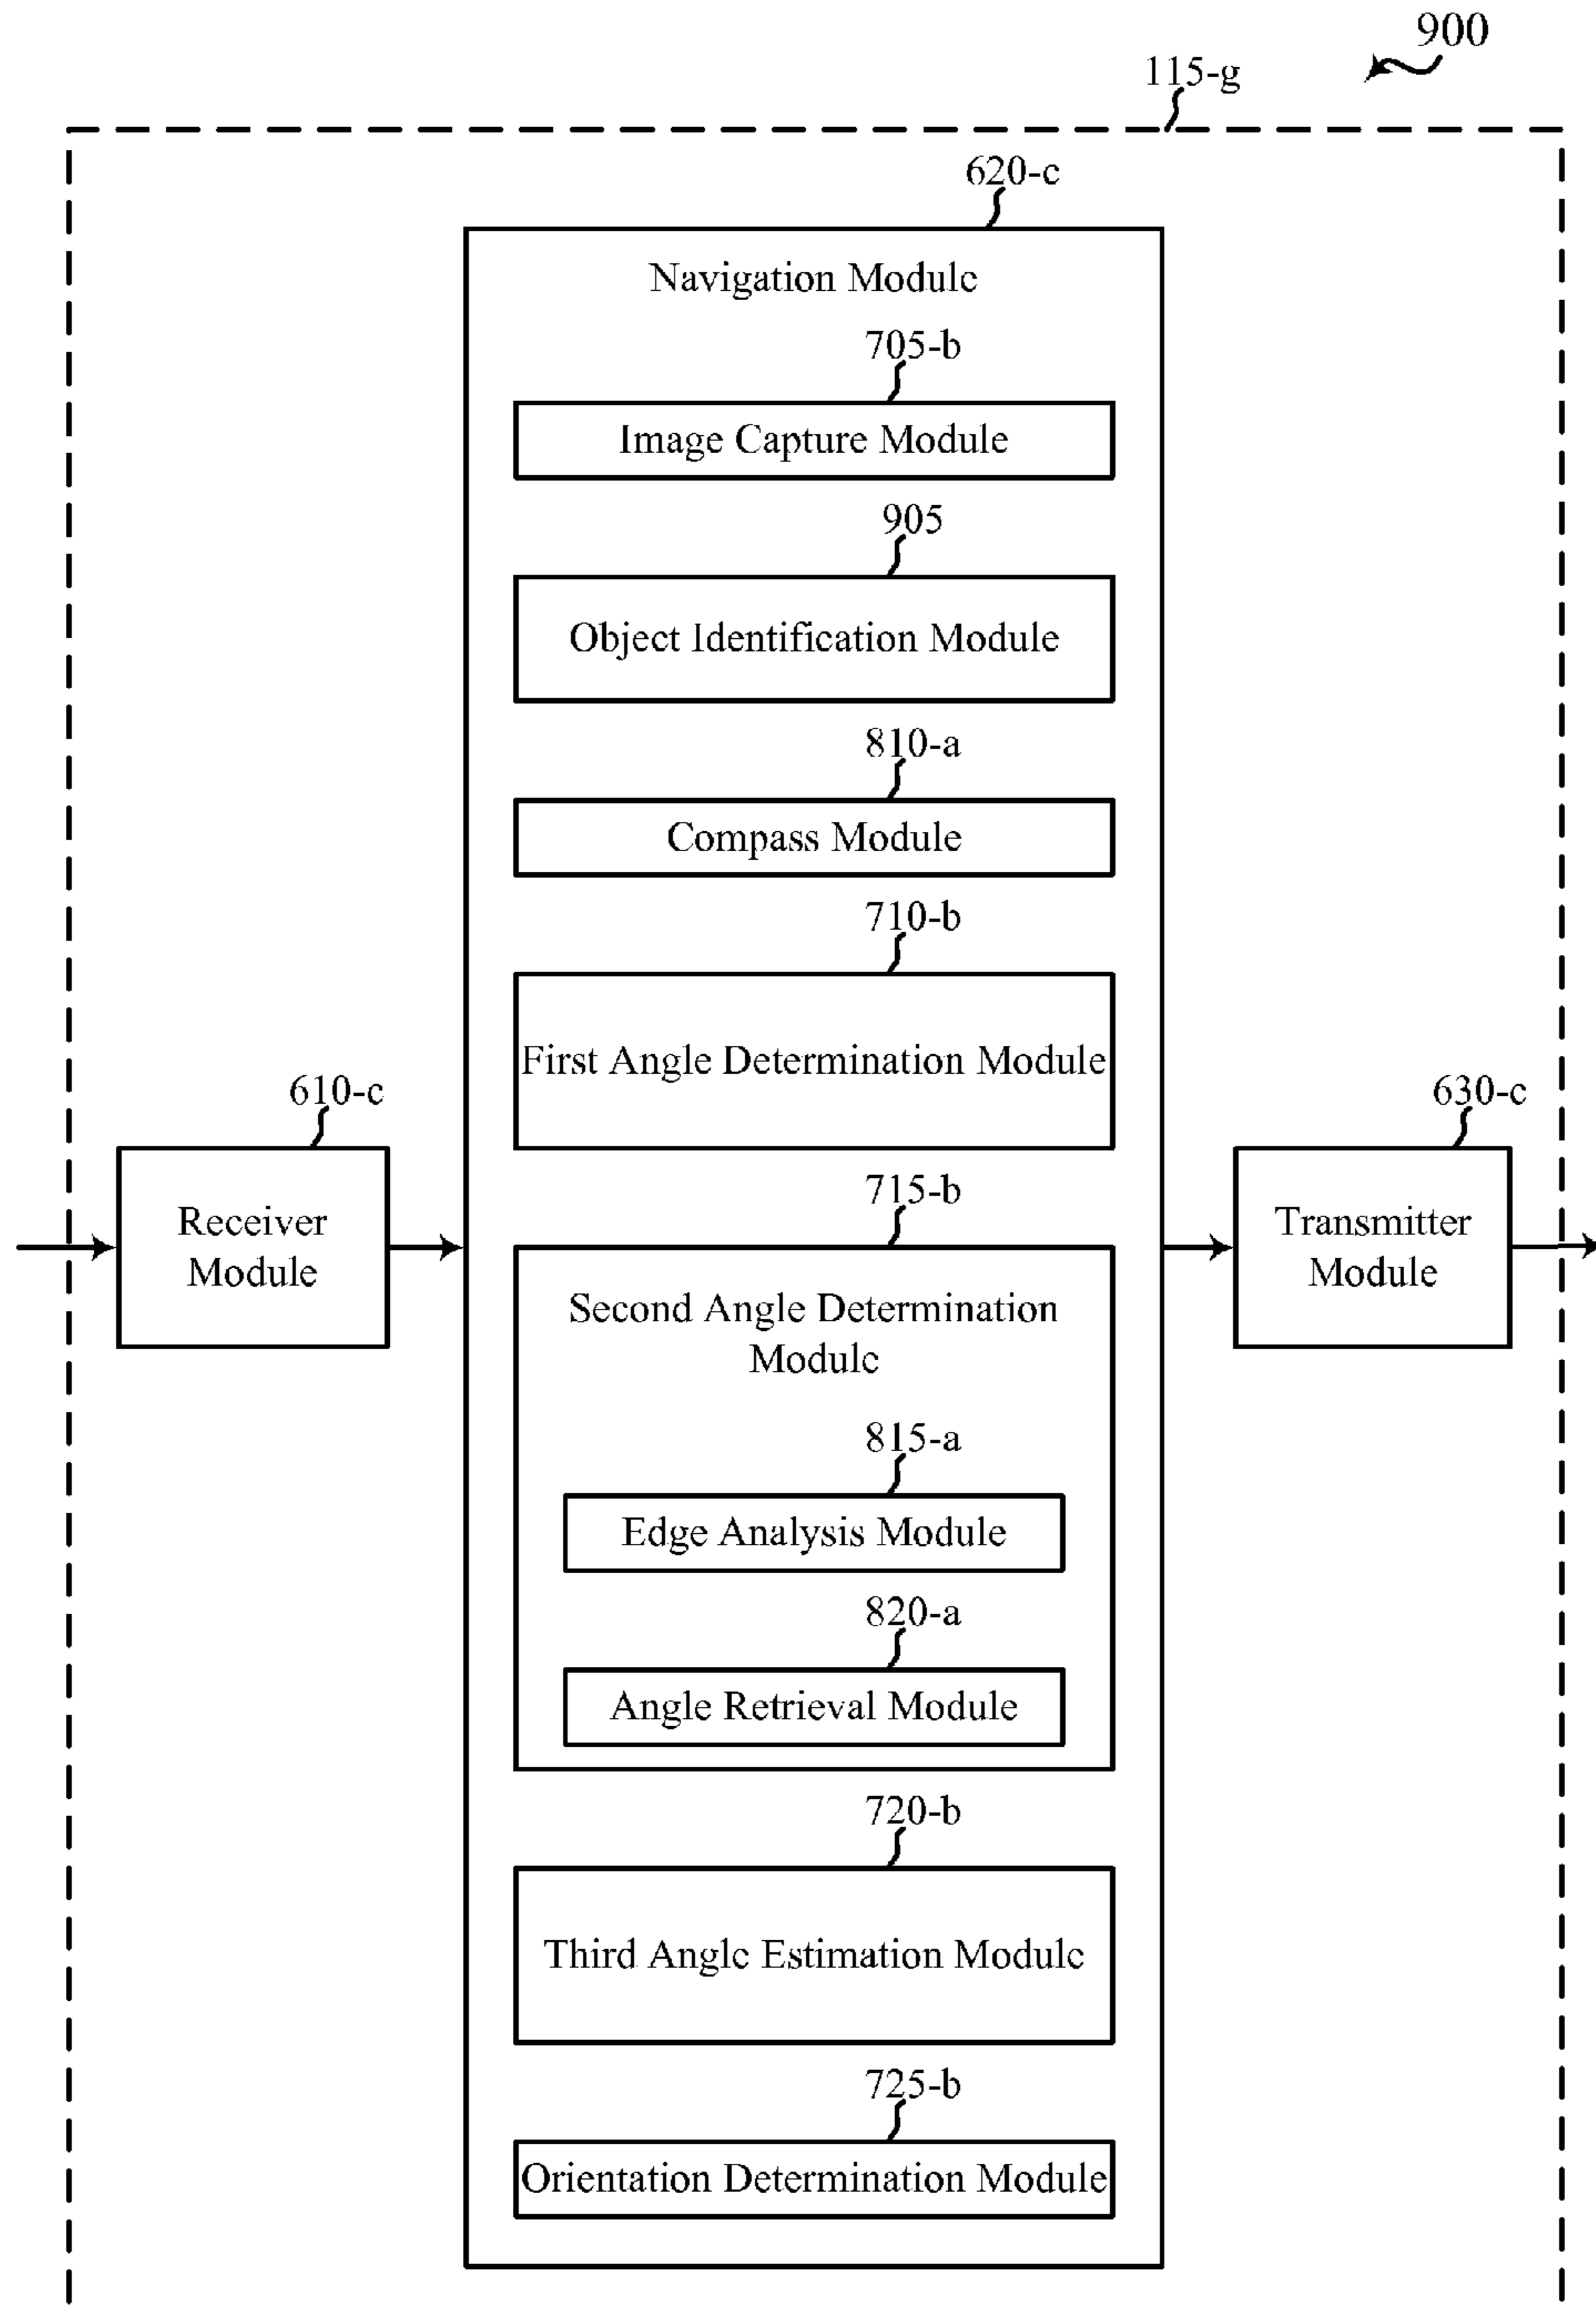 900
115-g
620-c
Navigation Module
705-b
Image Capture Module
905
Object Identification Module
810-a
Compass Module
710-b
First Angle Determination Module
610-c
Receiver
Module
715-b
Second Angle Determination
Module
815-a
Edge Analysis Module
820-a
Angle Retrieval Module
720-b
Third Angle Estimation Module
725-b
Orientation Determination Module
630-c
Transmitter
Module